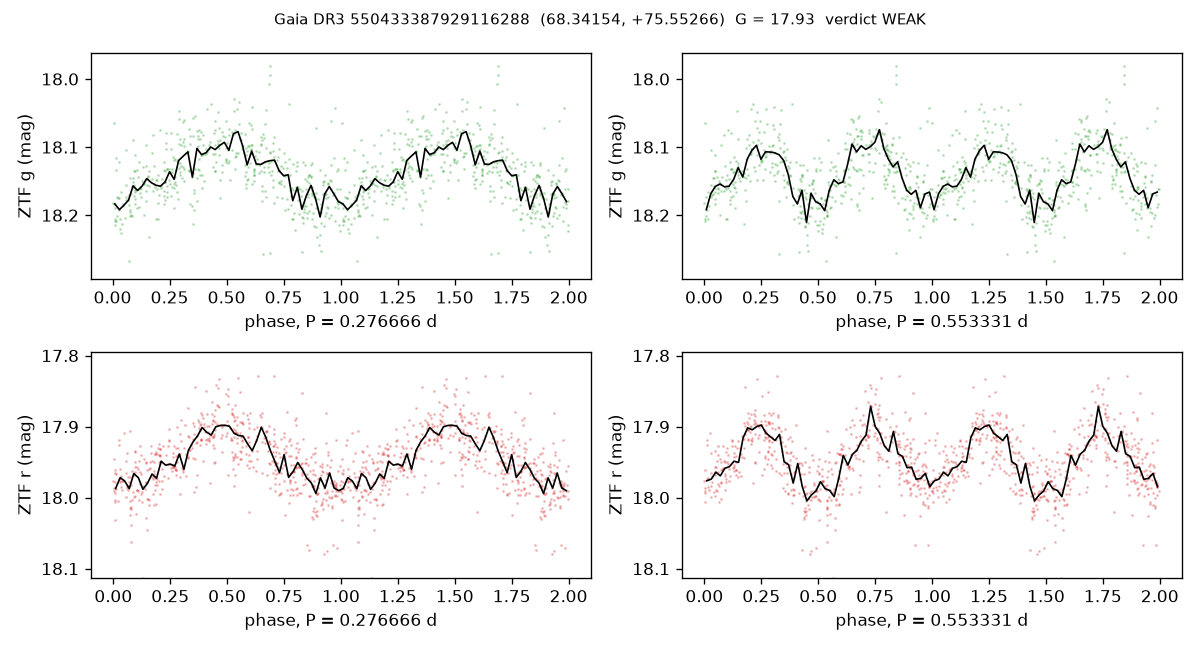 Gaia DR3 550433387929116288 (68.34154, +75.55266) G = 17.93 verdict WEAK
ZTF g (mag)
18.0
18.1
18.2
0.00 0.25 0.50 0.75 1.00 1.25 1.50 1.75 2.00
phase, P = 0.276666 d
ZTF g (mag)
18.0
18.1
18.2
0.00 0.25 0.50 0.75 1.00 1.25 1.50 1.75 2.00
phase, P = 0.553331 d
ZTF r (mag)
17.8
17.9
18.0
18.1
0.00 0.25 0.50 0.75 1.00 1.25 1.50 1.75 2.00
phase, P = 0.276666 d
ZTF r (mag)
17.8
17.9
18.0
18.1
0.00 0.25 0.50 0.75 1.00 1.25 1.50 1.75 2.00
phase, P = 0.553331 d